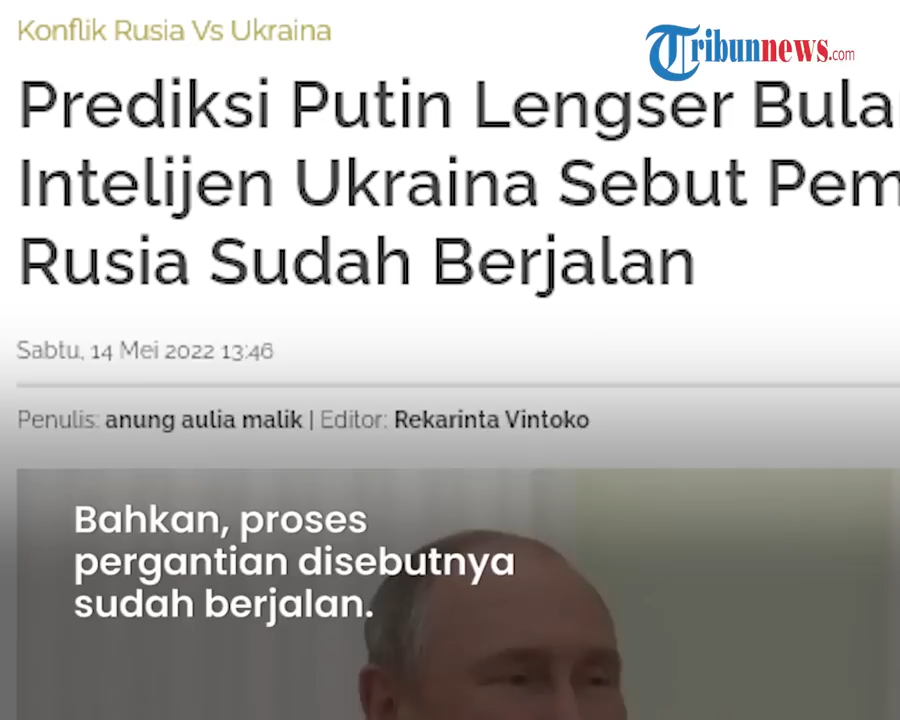 Konflik Rusia Vs Ukraina
Tribunnews.com
Prediksi Putin Lengser
Intelijen Ukraina Sebut
Rusia Sudah Berjalan
Sabtu, 14 Mei 2022 13:46
Penulis: anung aulia malik | Editor: Rekarinta Vintoko
Bahkan, proses
pergantian disebutnya
sudah berjalan.